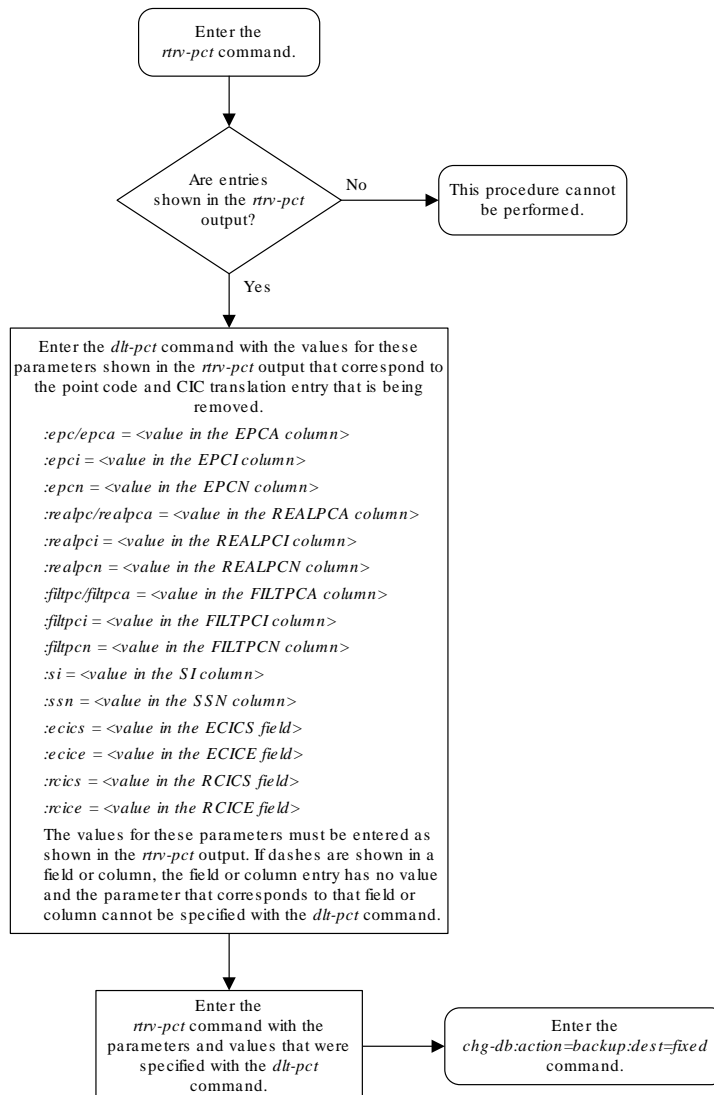 Enter the
rtrv-pct
command.
Are entries
shown in the rtrv-pct
output?
No
This procedure cannot
be performed.
Yes
Enter the dlt-pct command with the values for these
parameters shown in the rtrv-pct output that correspond to
the point code and CIC translation entry that is being
removed.
:epc/epca = <value in the EPCA column>
:epci = <value in the EPCI column>
:epcn = <value in the EPCN column>
:realpc/realpca = <value in the REALPCA column>
:realpci = <value in the REALPCI column>
:realpcn = <value in the REALPCN column>
:filtpc/filtpca = <value in the FILTPCA column>
:filtpci = <value in the FILTPCI column>
:filtpcn = <value in the FILTPCN column>
:si = <value in the SI column>
:ssn = <value in the SSN column>
:ecics = <value in the ECICS field>
:ecice = <value in the ECICE field>
:rcics = <value in the RCICS field>
:rcice = <value in the RCICE field>
The values for these parameters must be entered as
shown in the rtrv-pct output. If dashes are shown in a
field or column, the field or column entry has no value
and the parameter that corresponds to that field or
column cannot be specified with the dlt-pct command.
Enter the
rtrv-pct command with the
parameters and values that were
specified with the dlt-pct
command.
Enter the
chg-db:action=backup:dest=fixed
command.